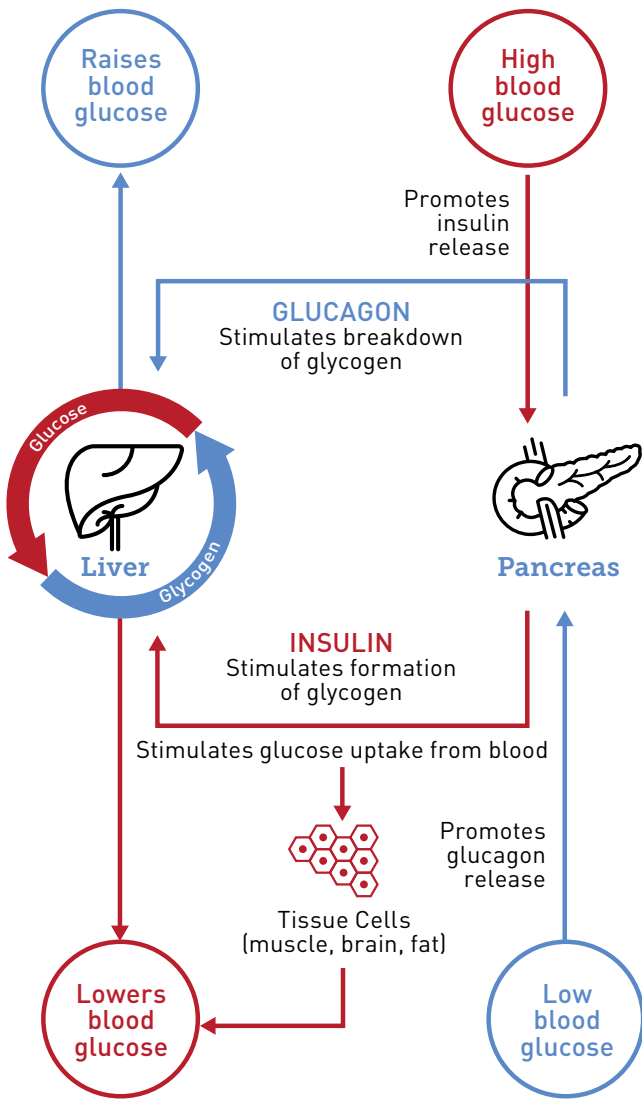 Raises
blood
glucose
High
blood
glucose
Promotes
insulin
release
GLUCAGON
Stimulates breakdown
of glycogen
Glucose
Glycogen
Liver
Pancreas
INSULIN
Stimulates formation
of glycogen
Stimulates glucose uptake from blood
Promotes
glucagon
release
Tissue Cells
(muscle, brain, fat)
Lowers
blood
glucose
Low
blood
glucose